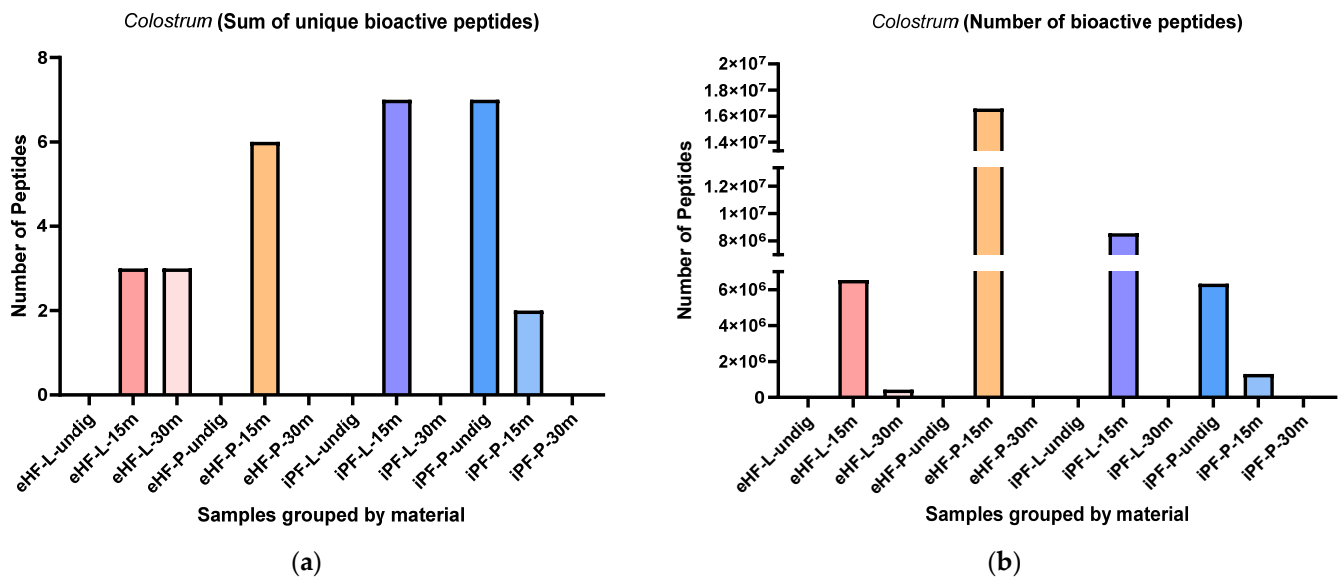 Colostrum (Sum of unique bioactive peptides)
Number of Peptides
8
6
4
2
0
eHF-L-undig
eHF-L-15m
eHF-L-30m
eHF-P-undig
eHF-P-15m
eHF-P-30m
iPF-L-undig
iPF-L-15m
iPF-L-30m
iPF-P-undig
iPF-P-15m
iPF-P-30m
Samples grouped by material
(a)
Colostrum (Number of bioactive peptides)
Number of Peptides
2×10⁷
1.8×10⁷
1.6×10⁷
1.4×10⁷
1.2×10⁷
1×10⁷
8×10⁶
6×10⁶
4×10⁶
2×10⁶
0
eHF-L-undig
eHF-L-15m
eHF-L-30m
eHF-P-undig
eHF-P-15m
eHF-P-30m
iPF-L-undig
iPF-L-15m
iPF-L-30m
iPF-P-undig
iPF-P-15m
iPF-P-30m
Samples grouped by material
(b)